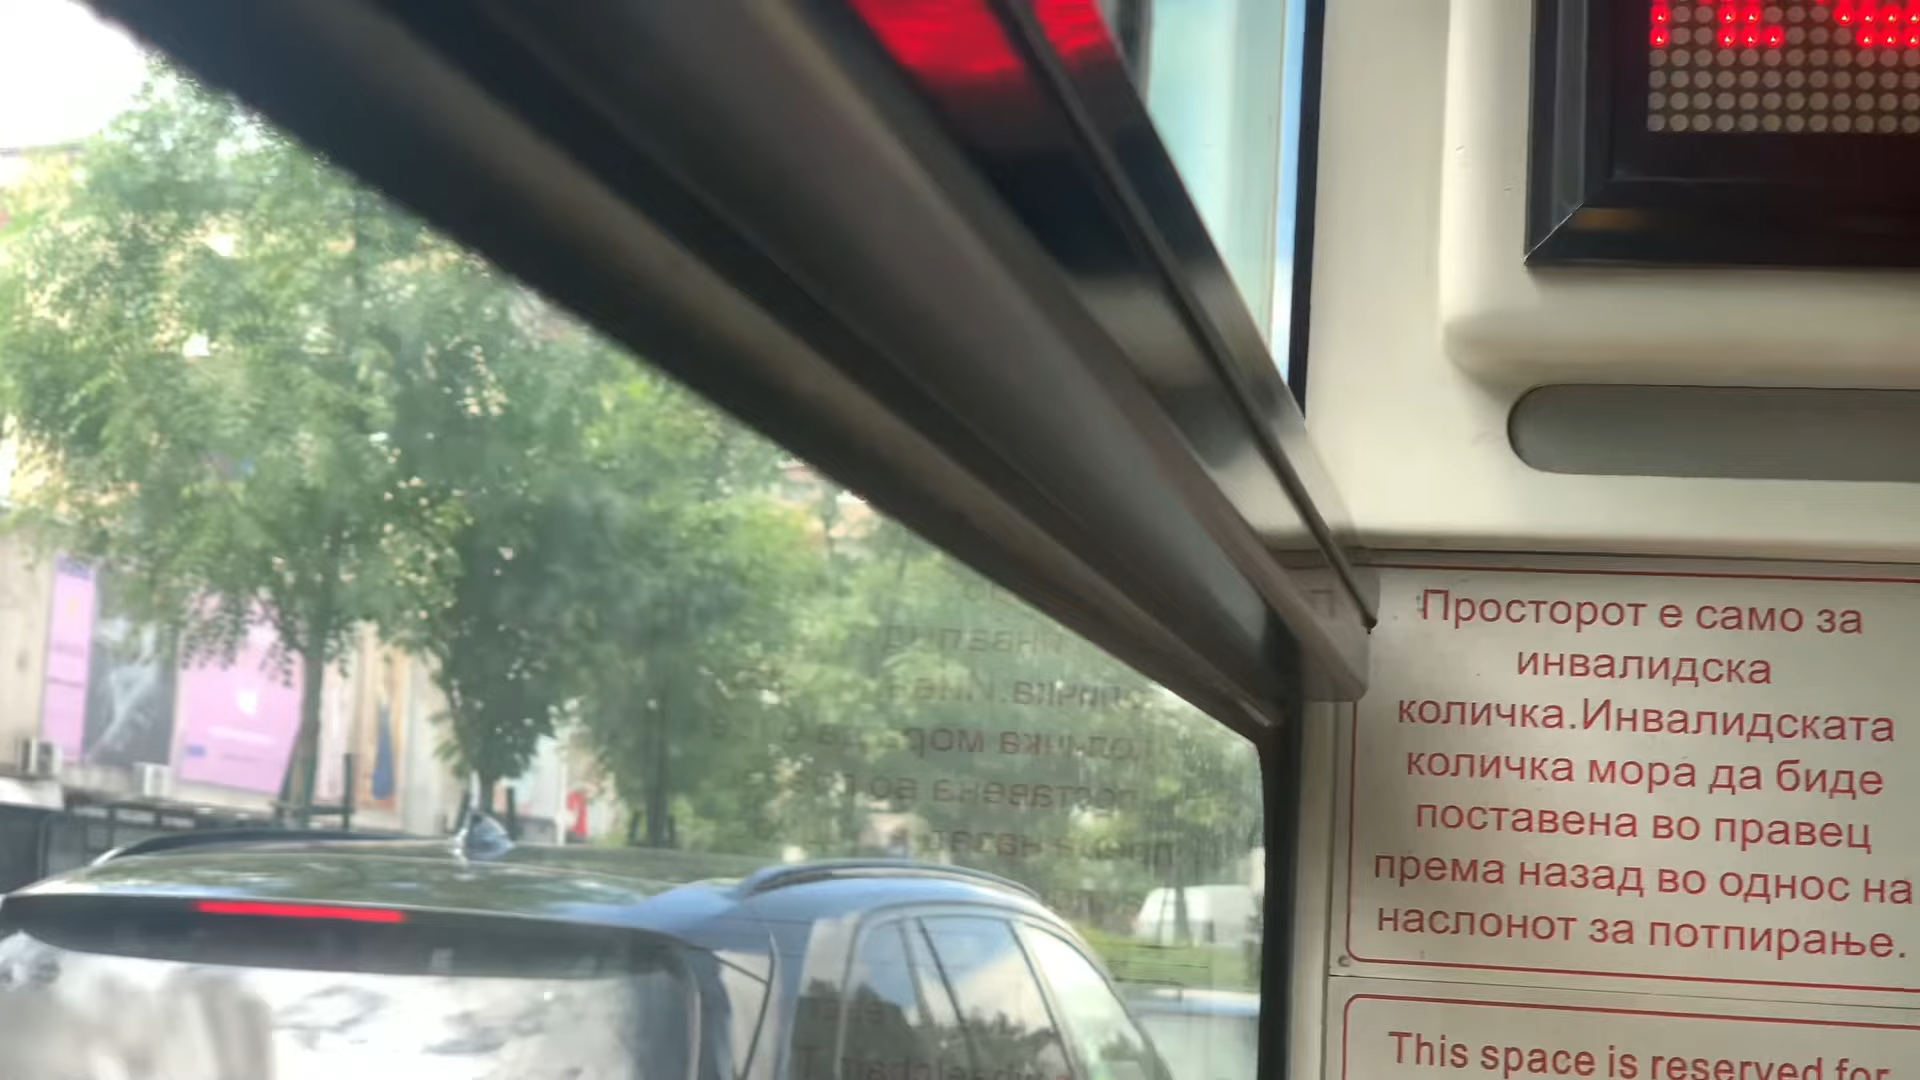 Просторот е само за
инвалидска
количка.Инвалидската
количка мора да биде
поставена во правец
према назад во однос на
наслонот за потпирање.
This space is reserved for